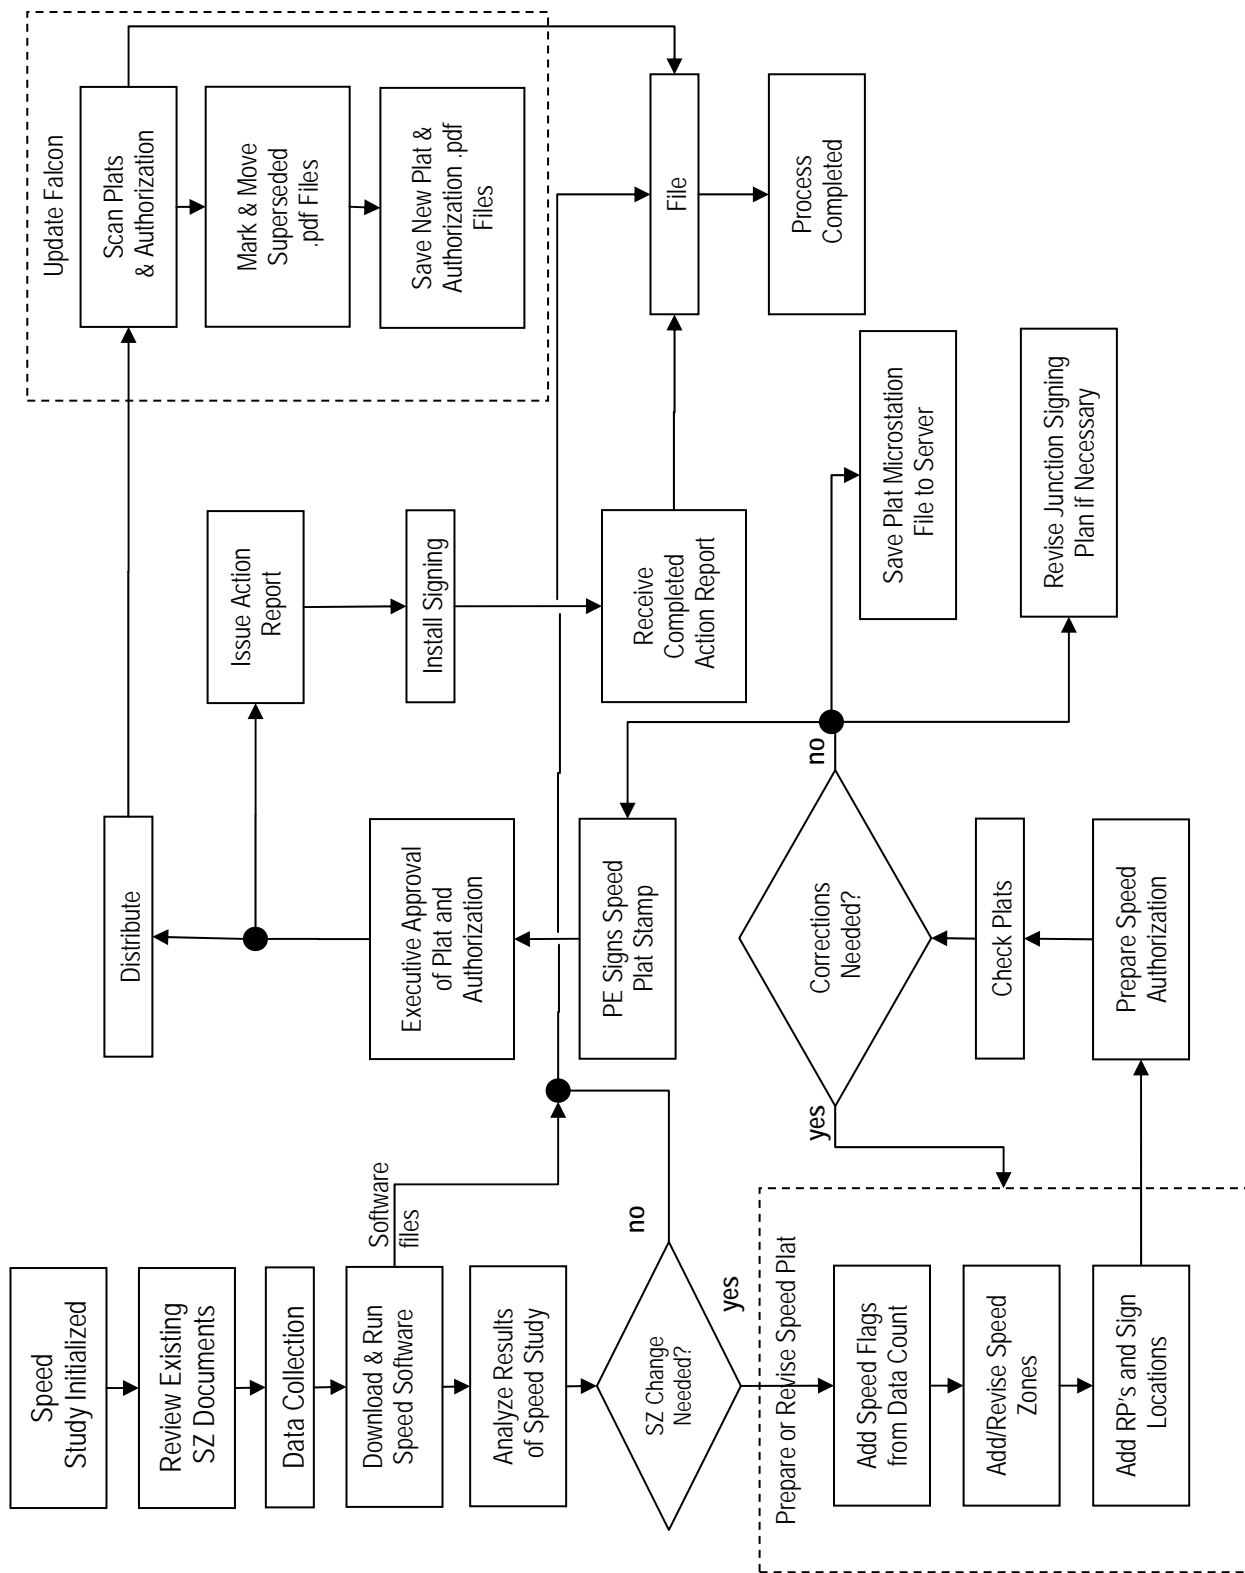 Speed
Study Initialized
Review Existing
SZ Documents
Data Collection
Download & Run
Speed Software
Software
files
Analyze Results
of Speed Study
SZ Change
Needed?
no
yes
Prepare or Revise Speed Plat
Add Speed Flags
from Data Count
Add/Revise Speed
Zones
Add RP's and Sign
Locations
Prepare Speed
Authorization
Check Plats
Corrections
Needed?
yes
no
Save Plat Microstation
File to Server
Revise Junction Signing
Plan if Necessary
PE Signs Speed
Plat Stamp
Executive Approval
of Plat and
Authorization
Distribute
Issue Action
Report
Install Signing
Receive
Completed
Action Report
Update Falcon
Scan Plats
& Authorization
Mark & Move
Superseded
.pdf Files
Save New Plat &
Authorization .pdf
Files
File
Process
Completed